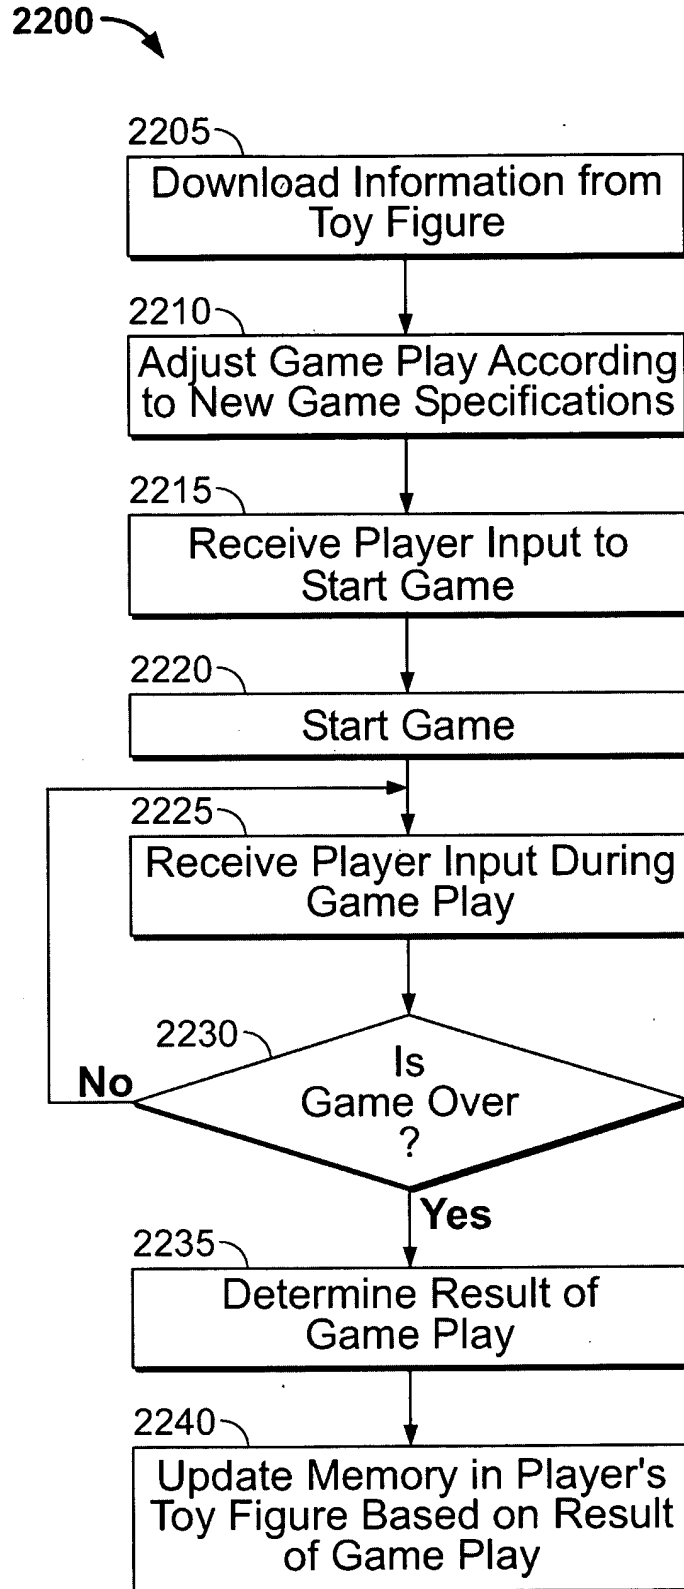 2200
2205
Download Information from
Toy Figure
2210
Adjust Game Play According
to New Game Specifications
2215
Receive Player Input to
Start Game
2220
Start Game
2225
Receive Player Input During
Game Play
2230
Is
Game Over
?
No
Yes
2235
Determine Result of
Game Play
2240
Update Memory in Player's
Toy Figure Based on Result
of Game Play